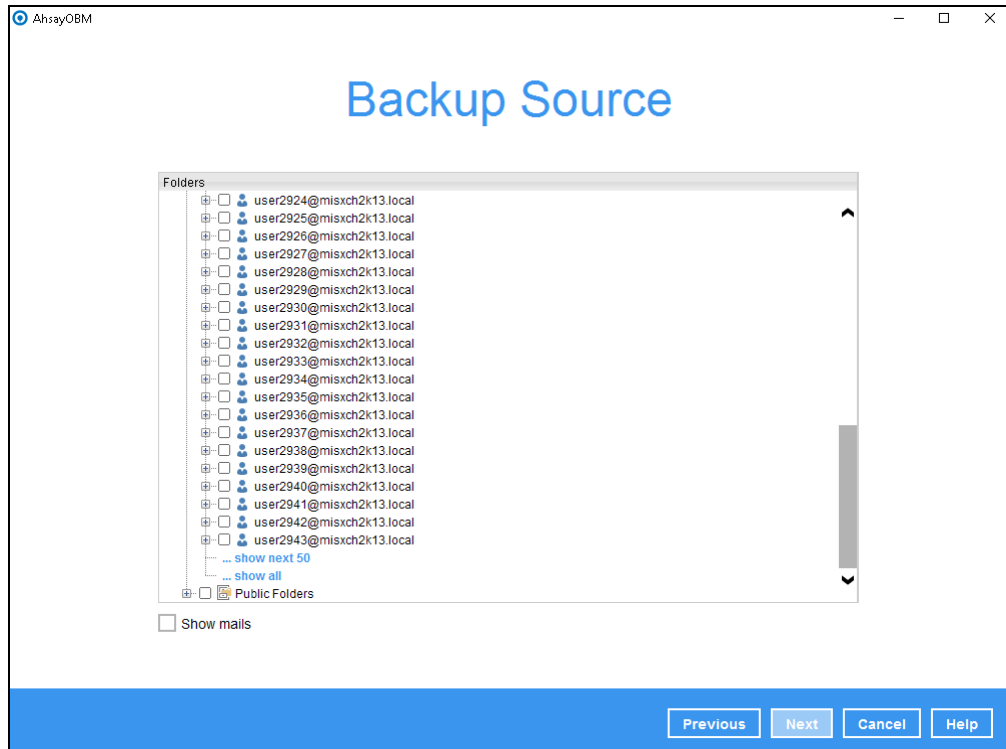 AhsayOBM
Backup Source
Folders
user2924@misxch2k13.local
user2925@misxch2k13.local
user2926@misxch2k13.local
user2927@misxch2k13.local
user2928@misxch2k13.local
user2929@misxch2k13.local
user2930@misxch2k13.local
user2931@misxch2k13.local
user2932@misxch2k13.local
user2933@misxch2k13.local
user2934@misxch2k13.local
user2935@misxch2k13.local
user2936@misxch2k13.local
user2937@misxch2k13.local
user2938@misxch2k13.local
user2939@misxch2k13.local
user2940@misxch2k13.local
user2941@misxch2k13.local
user2942@misxch2k13.local
user2943@misxch2k13.local
... show next 50
... show all
Public Folders
Show mails
Previous Next Cancel Help